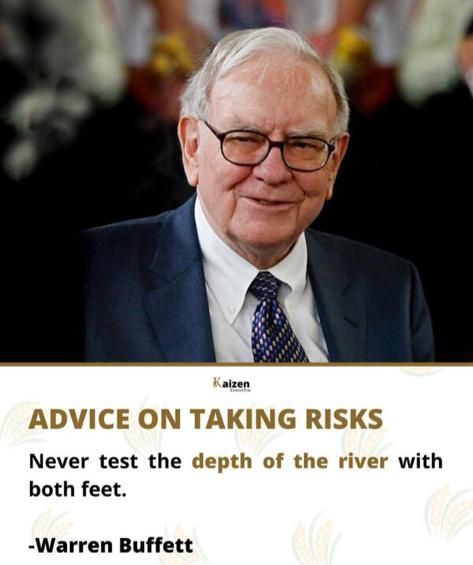 Kaizen
ADVICE ON TAKING RISKS
Never test the depth of the river with
both feet.
-Warren Buffett